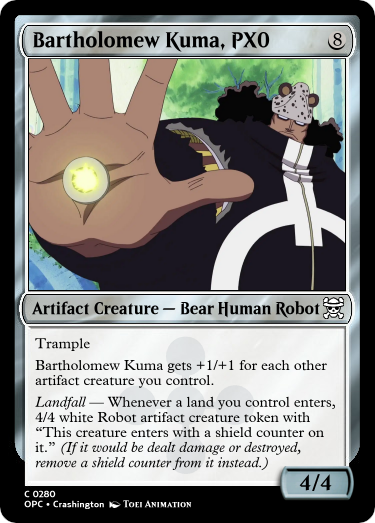 Bartholomew Kuma, PX0 8
Artifact Creature — Bear Human Robot
Trample
Bartholomew Kuma gets +1/+1 for each other
artifact creature you control.
Landfall — Whenever a land you control enters,
4/4 white Robot artifact creature token with
“This creature enters with a shield counter on
it.” (If it would be dealt damage or destroyed,
remove a shield counter from it instead.)
4/4
C 0280
OPC • Crashington TOEI ANIMATION